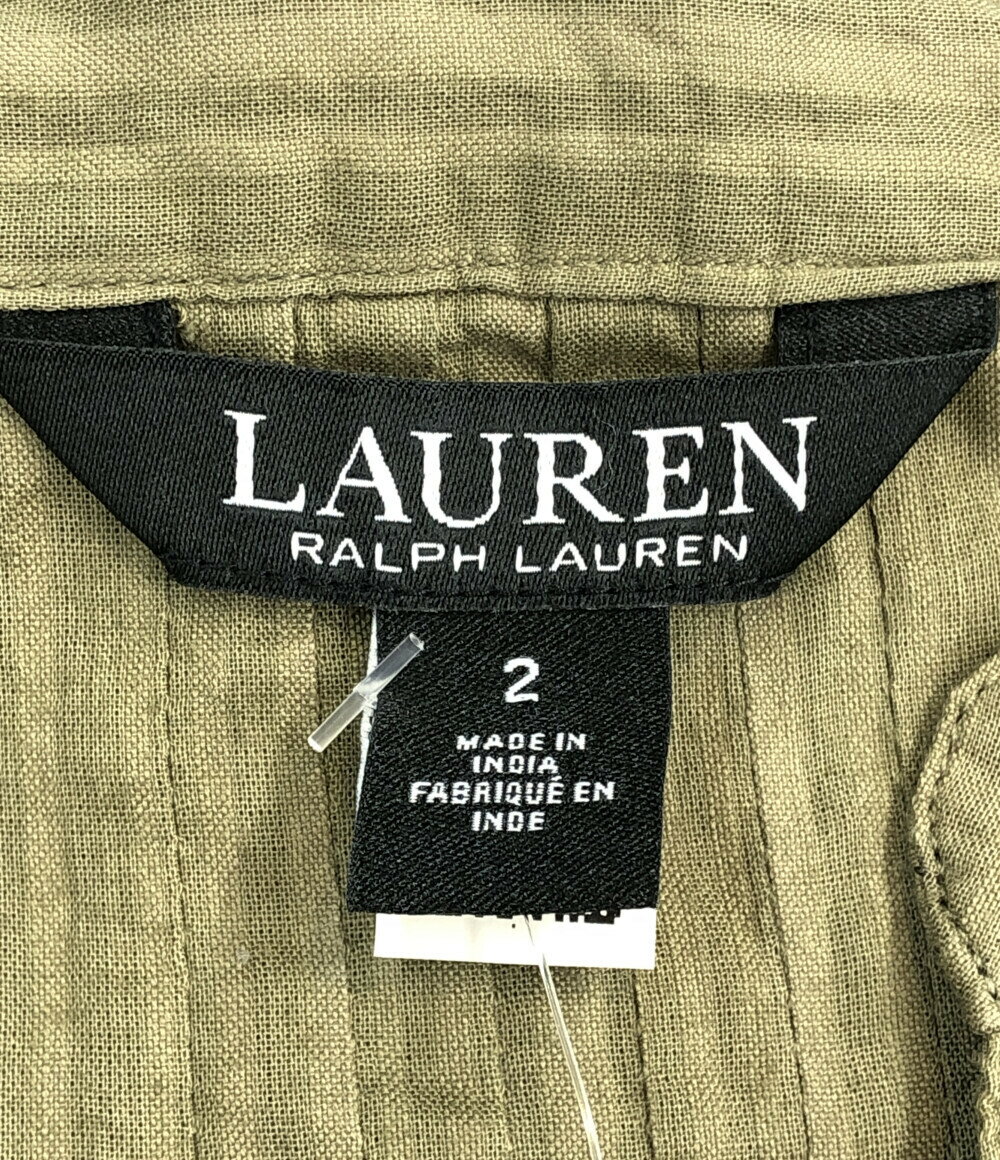 LAUREN
RALPH LAUREN
2
MADE IN
INDIA
FABRIQUÉ EN
INDE